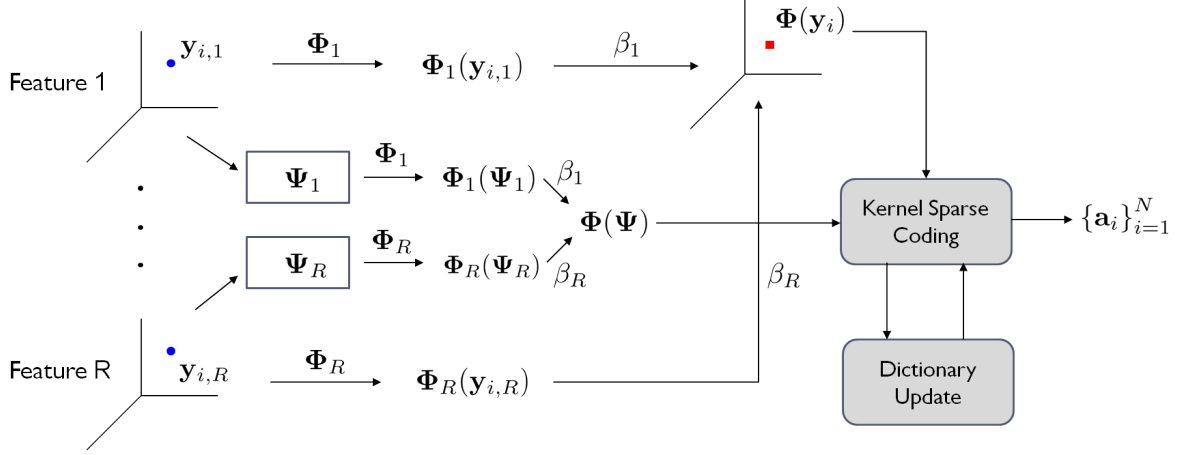 Φ(y_i)
y_{i,1}
Φ_1
β_1
Feature 1
Φ_1(y_{i,1})
Φ_1
Ψ_1
Φ_1(Ψ_1)
β_1
Kernel Sparse
Coding
Φ(Ψ)
{a_i}_{i=1}^N
Φ_R
Ψ_R
Φ_R(Ψ_R)
β_R
β_R
Feature R
y_{i,R}
Φ_R
Φ_R(y_{i,R})
Dictionary
Update